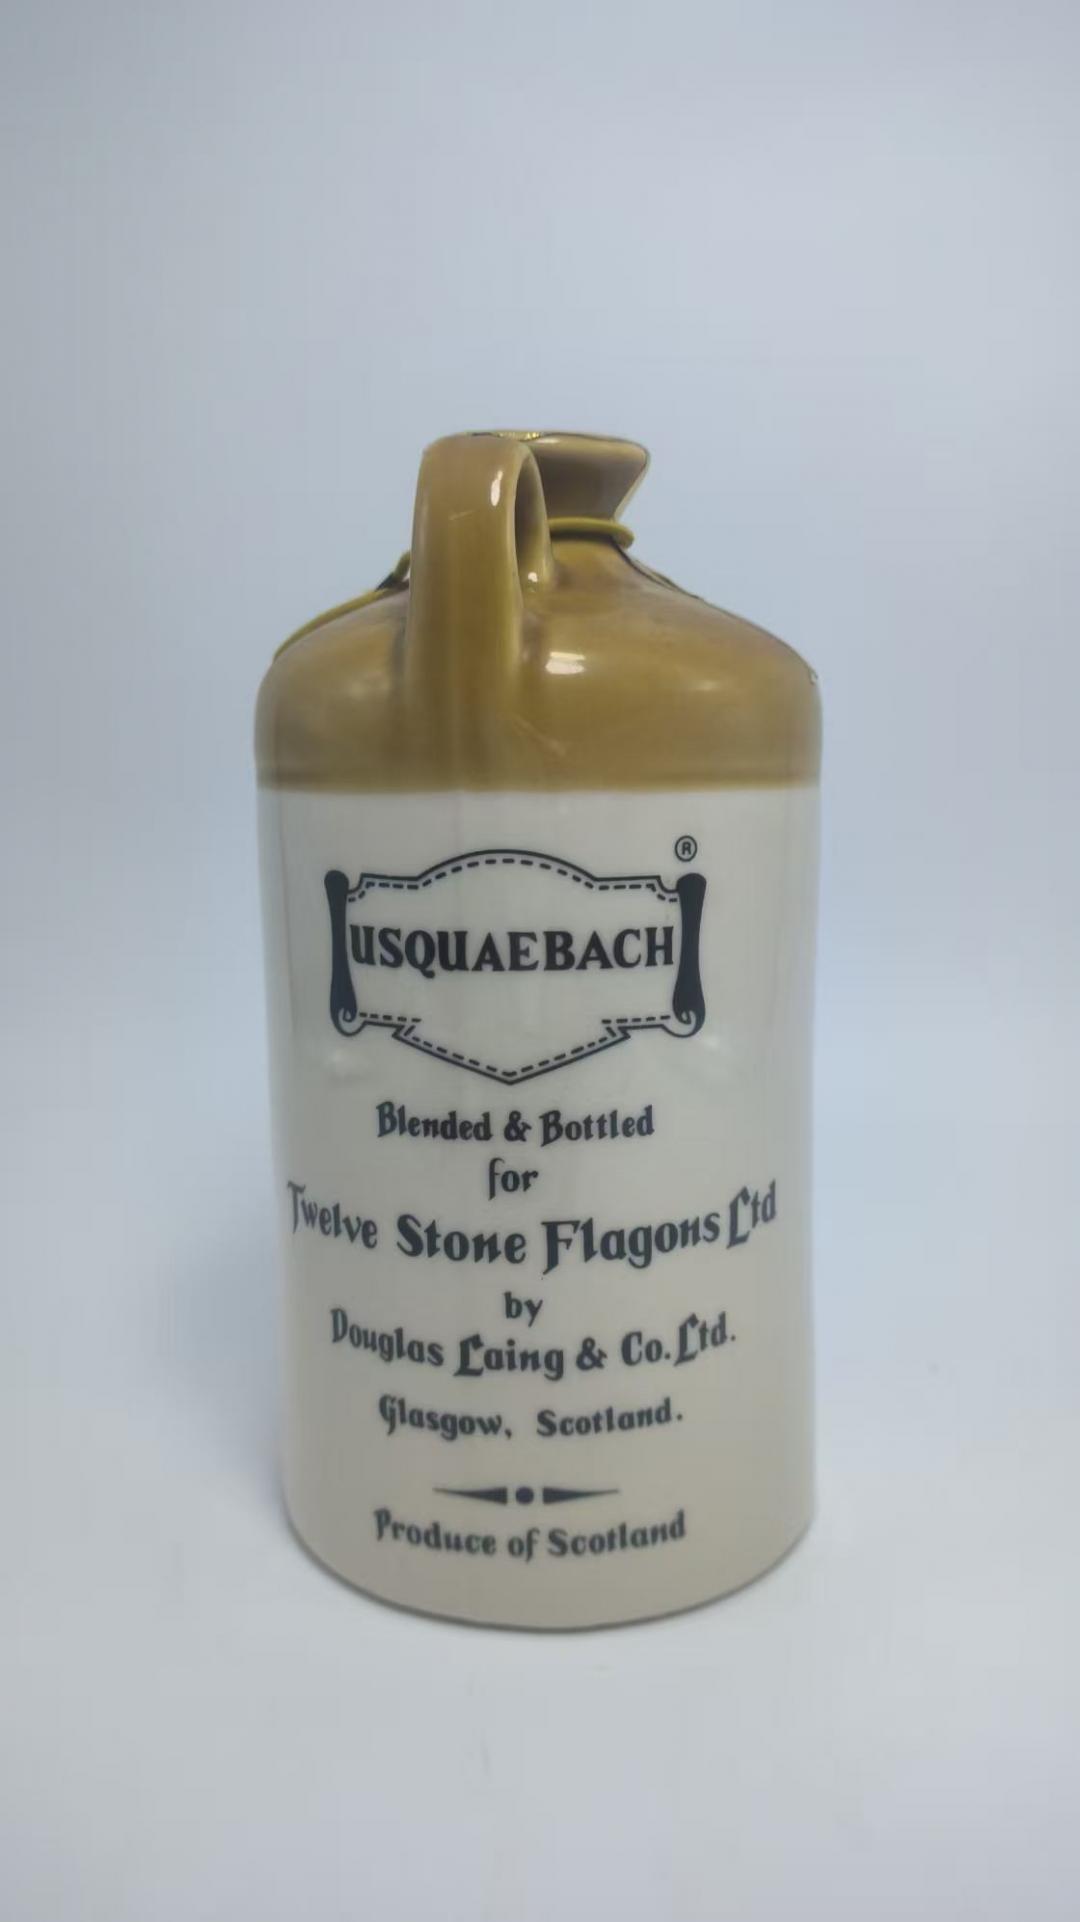 ®
USQUAEBACH
Blended & Bottled
for
Twelve Stone Flagons Ltd
by
Douglas Laing & Co. Ltd.
Glasgow, Scotland.
Produce of Scotland